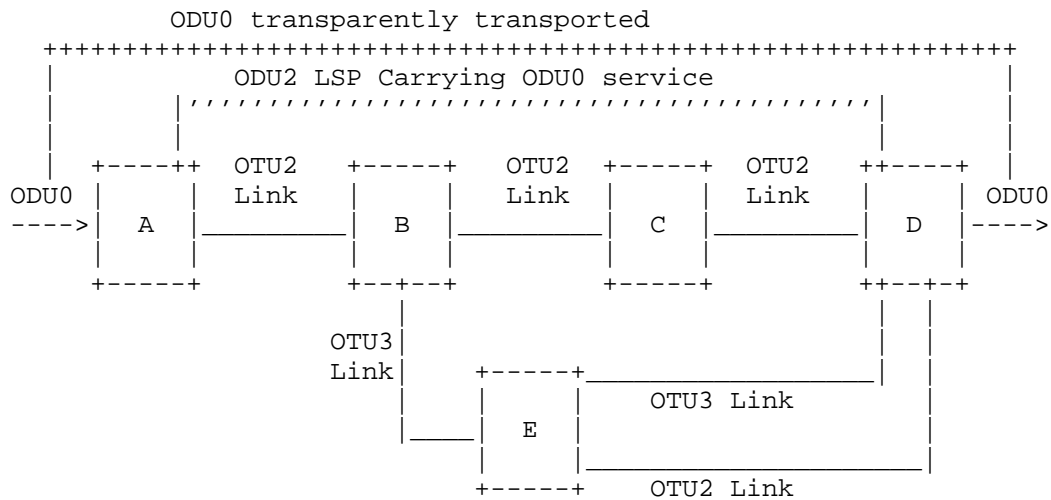 ODU0 transparently transported
ODU2 LSP Carrying ODU0 service
OTU2 OTU2 OTU2
ODU0 Link Link Link ODU0
A B C D
OTU3
Link
OTU3 Link
E
OTU2 Link